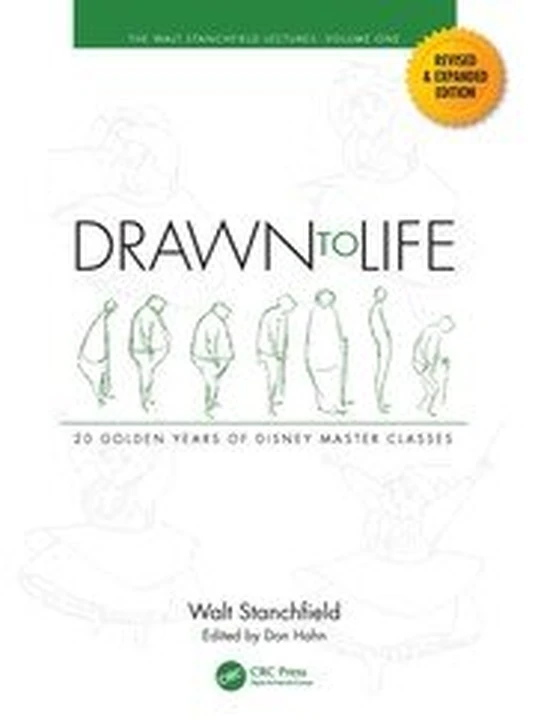 THE WALT STANCHFIELD LECTURES, VOLUME ONE
REVISED
& EXPANDED
EDITION
DRAWN TO LIFE
20 GOLDEN YEARS OF DISNEY MASTER CLASSES
Walt Stanchfield
Edited by Don Hahn
CRC Press